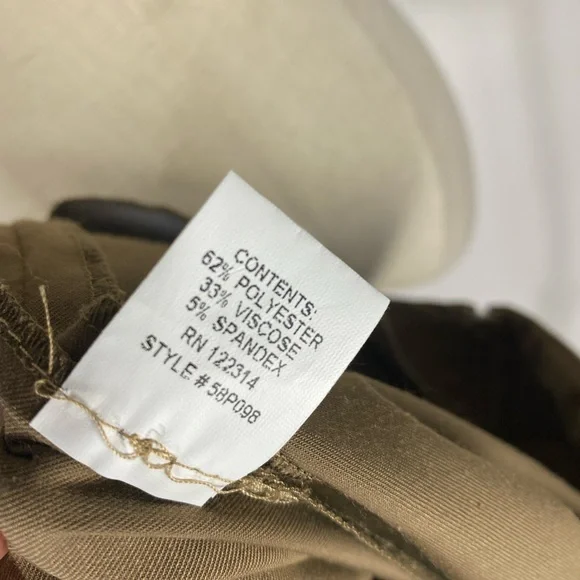 CONTENTS:
62% POLYESTER
33% VISCOSE
5% SPANDEX
RN 122314
STYLE # 58P098